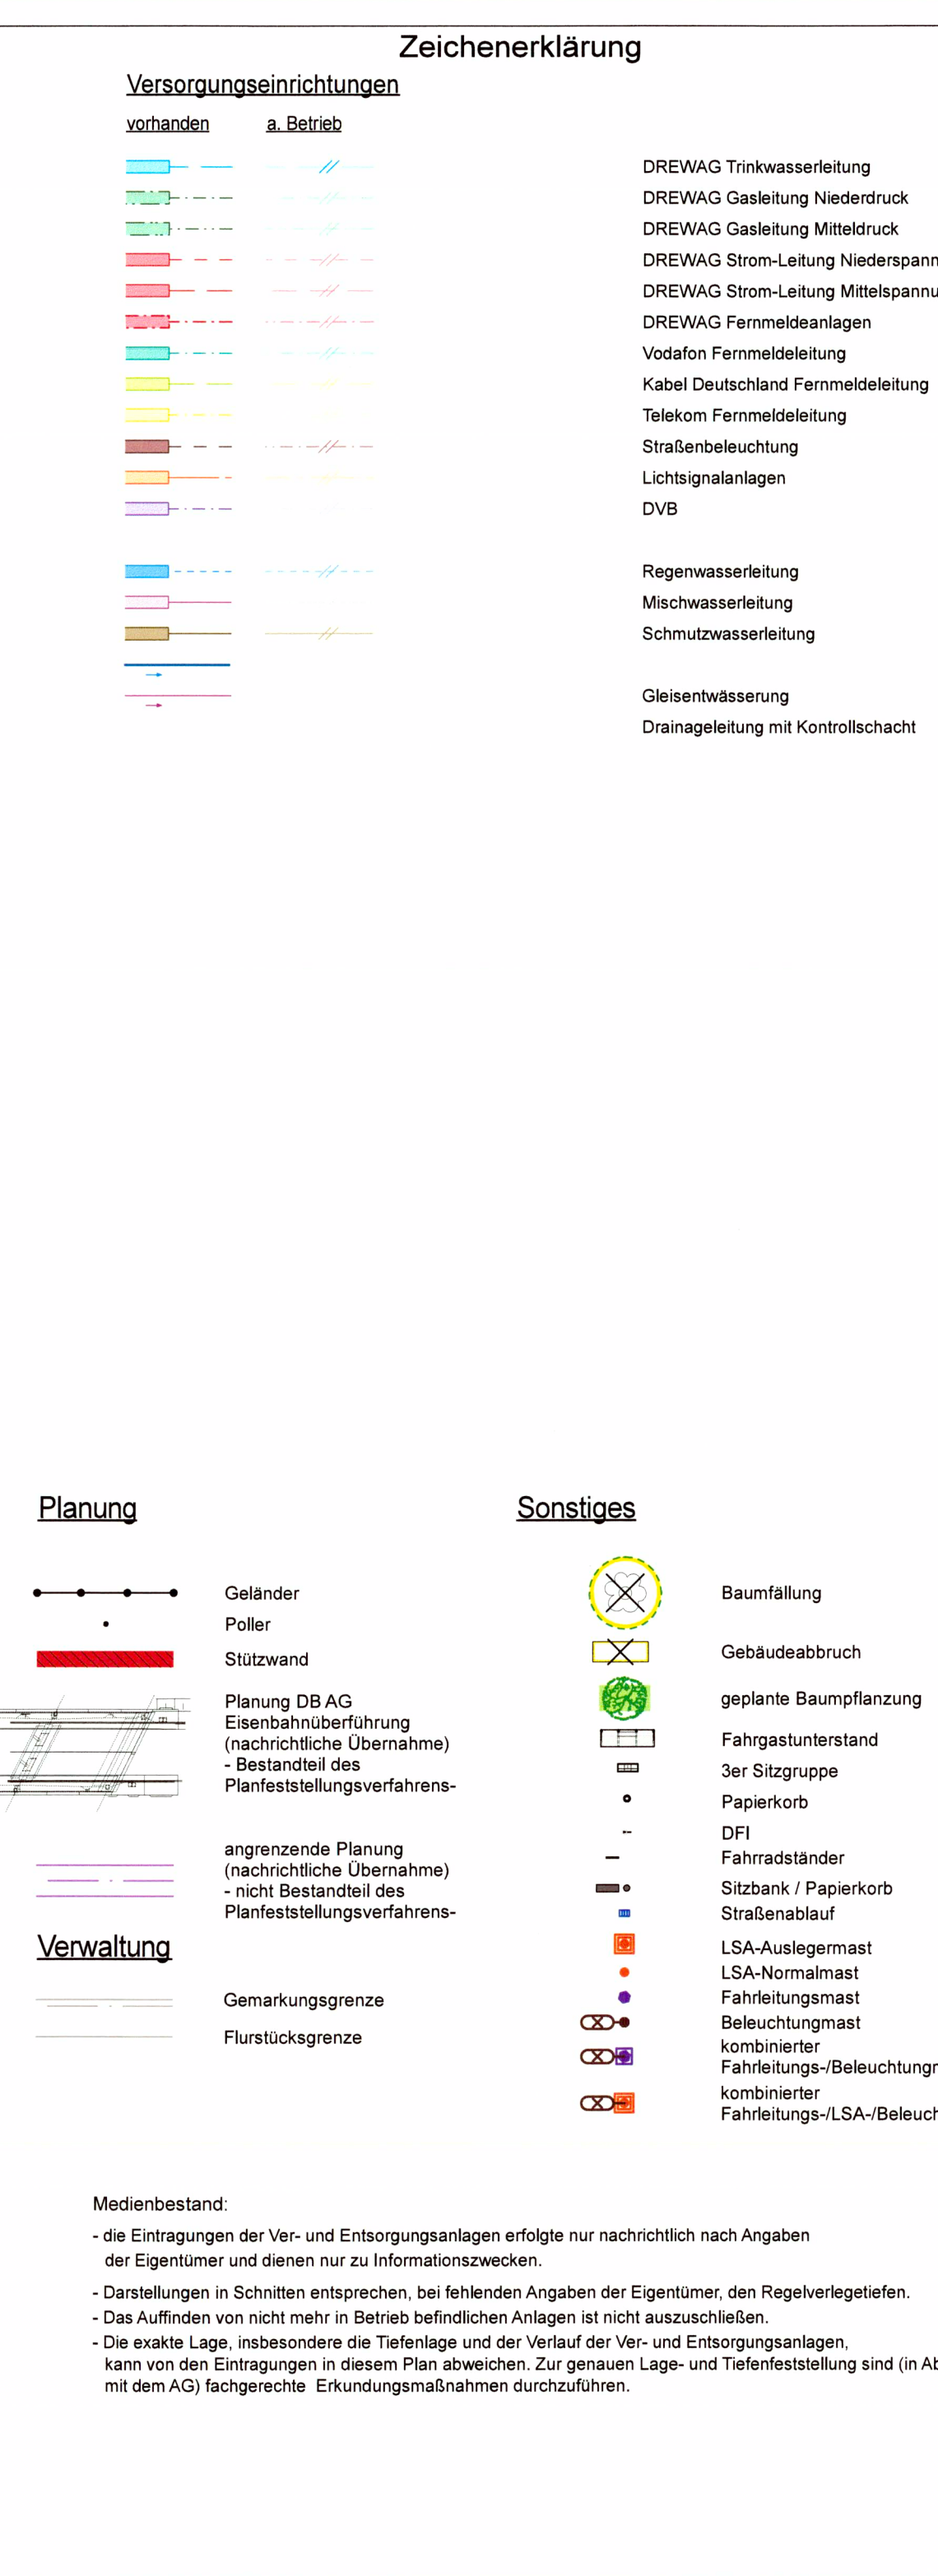 Zeichenerklärung
Versorgungseinrichtungen
vorhanden a. Betrieb
DREWAG Trinkwasserleitung
DREWAG Gasleitung Niederdruck
DREWAG Gasleitung Mitteldruck
DREWAG Strom-Leitung Niederspann
DREWAG Strom-Leitung Mittelspannu
DREWAG Fernmeldeanlagen
Vodafon Fernmeldeleitung
Kabel Deutschland Fernmeldeleitung
Telekom Fernmeldeleitung
Straßenbeleuchtung
Lichtsignalanlagen
DVB
Regenwasserleitung
Mischwasserleitung
Schmutzwasserleitung
Gleisentwässerung
Drainageleitung mit Kontrollschacht
Planung
Geländer
Poller
Stützwand
Planung DB AG
Eisenbahnüberführung
(nachrichtliche Übernahme)
- Bestandteil des
Planfeststellungsverfahrens-
angrenzende Planung
(nachrichtliche Übernahme)
- nicht Bestandteil des
Planfeststellungsverfahrens-
Verwaltung
Gemarkungsgrenze
Flurstücksgrenze
Sonstiges
Baumfällung
Gebäudeabbruch
geplante Baumpflanzung
Fahrgastunterstand
3er Sitzgruppe
Papierkorb
DFI
Fahrradständer
Sitzbank / Papierkorb
Straßenablauf
LSA-Auslegermast
LSA-Normalmast
Fahrleitungsmast
Beleuchtungmast
kombinierter
Fahrleitungs-/Beleuchtungr
kombinierter
Fahrleitungs-/LSA-/Beleuch
Medienbestand:
- die Eintragungen der Ver- und Entsorgungsanlagen erfolgte nur nachrichtlich nach Angaben
der Eigentümer und dienen nur zu Informationszwecken.
- Darstellungen in Schnitten entsprechen, bei fehlenden Angaben der Eigentümer, den Regelverlegetiefen.
- Das Auffinden von nicht mehr in Betrieb befindlichen Anlagen ist nicht auszuschließen.
- Die exakte Lage, insbesondere die Tiefenlage und der Verlauf der Ver- und Entsorgungsanlagen,
kann von den Eintragungen in diesem Plan abweichen. Zur genauen Lage- und Tiefenfeststellung sind (in Ab
mit dem AG) fachgerechte Erkundungsmaßnahmen durchzuführen.